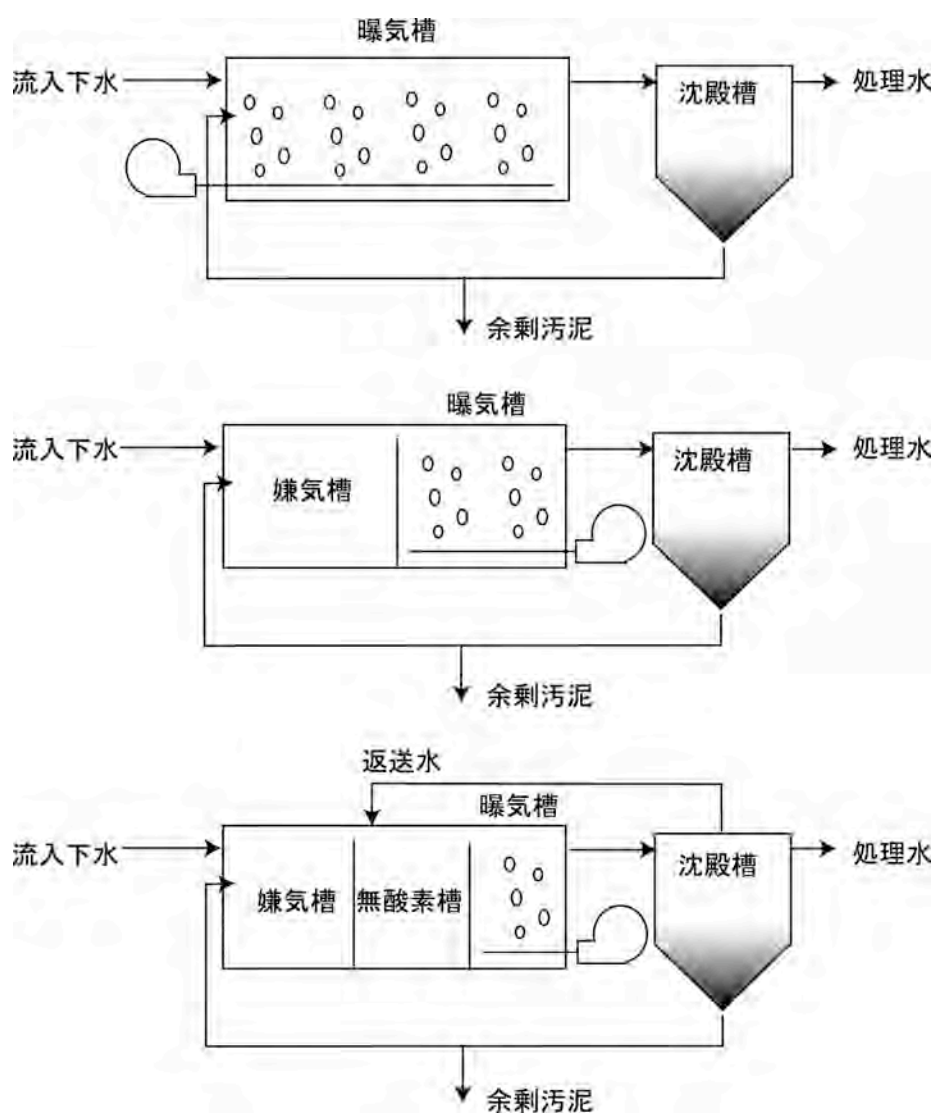 曝気槽
流入下水
沈殿槽
処理水
余剰汚泥
曝気槽
流入下水
嫌気槽
沈殿槽
処理水
余剰汚泥
返送水
曝気槽
流入下水
嫌気槽
無酸素槽
沈殿槽
処理水
余剰汚泥